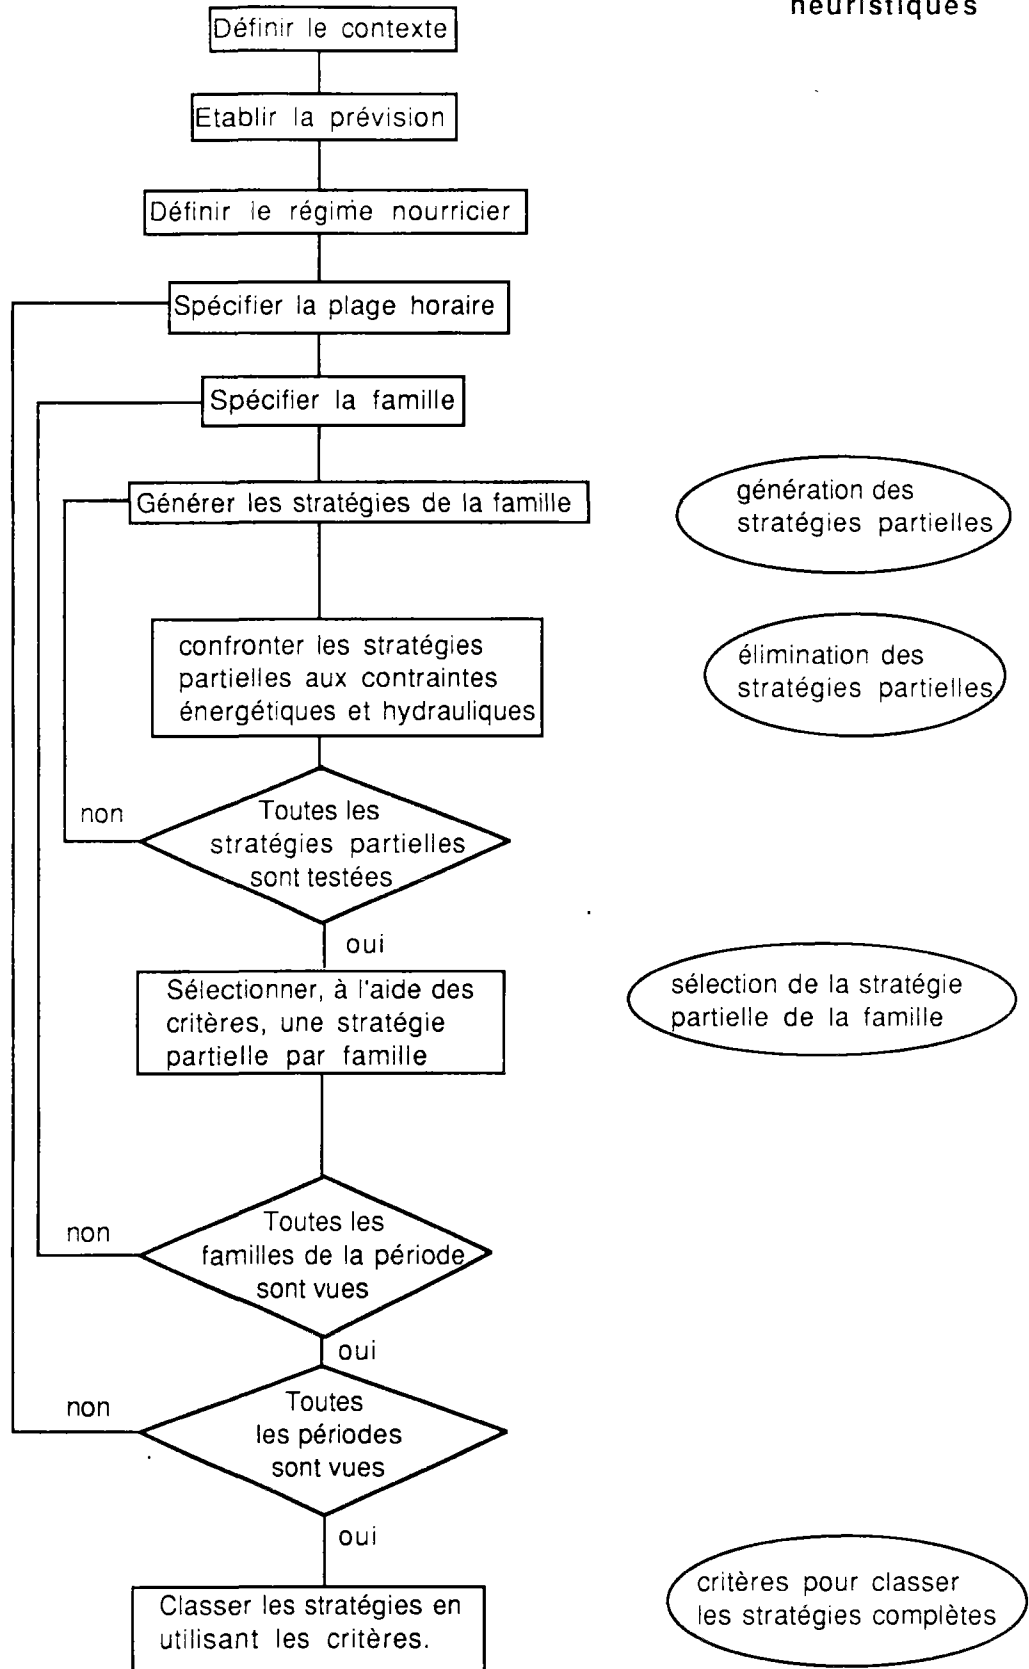 heuristiques
Définir le contexte
Etablir la prévision
Définir le régime nourricier
Spécifier la plage horaire
Spécifier la famille
Générer les stratégies de la famille
génération des
stratégies partielles
confronter les stratégies
partielles aux contraintes
énergétiques et hydrauliques
élimination des
stratégies partielles
non
Toutes les
stratégies partielles
sont testées
oui
Sélectionner, à l'aide des
critères, une stratégie
partielle par famille
sélection de la stratégie
partielle de la famille
non
Toutes les
familles de la période
sont vues
oui
non
Toutes
les périodes
sont vues
oui
Classer les stratégies en
utilisant les critères.
critères pour classer
les stratégies complètes